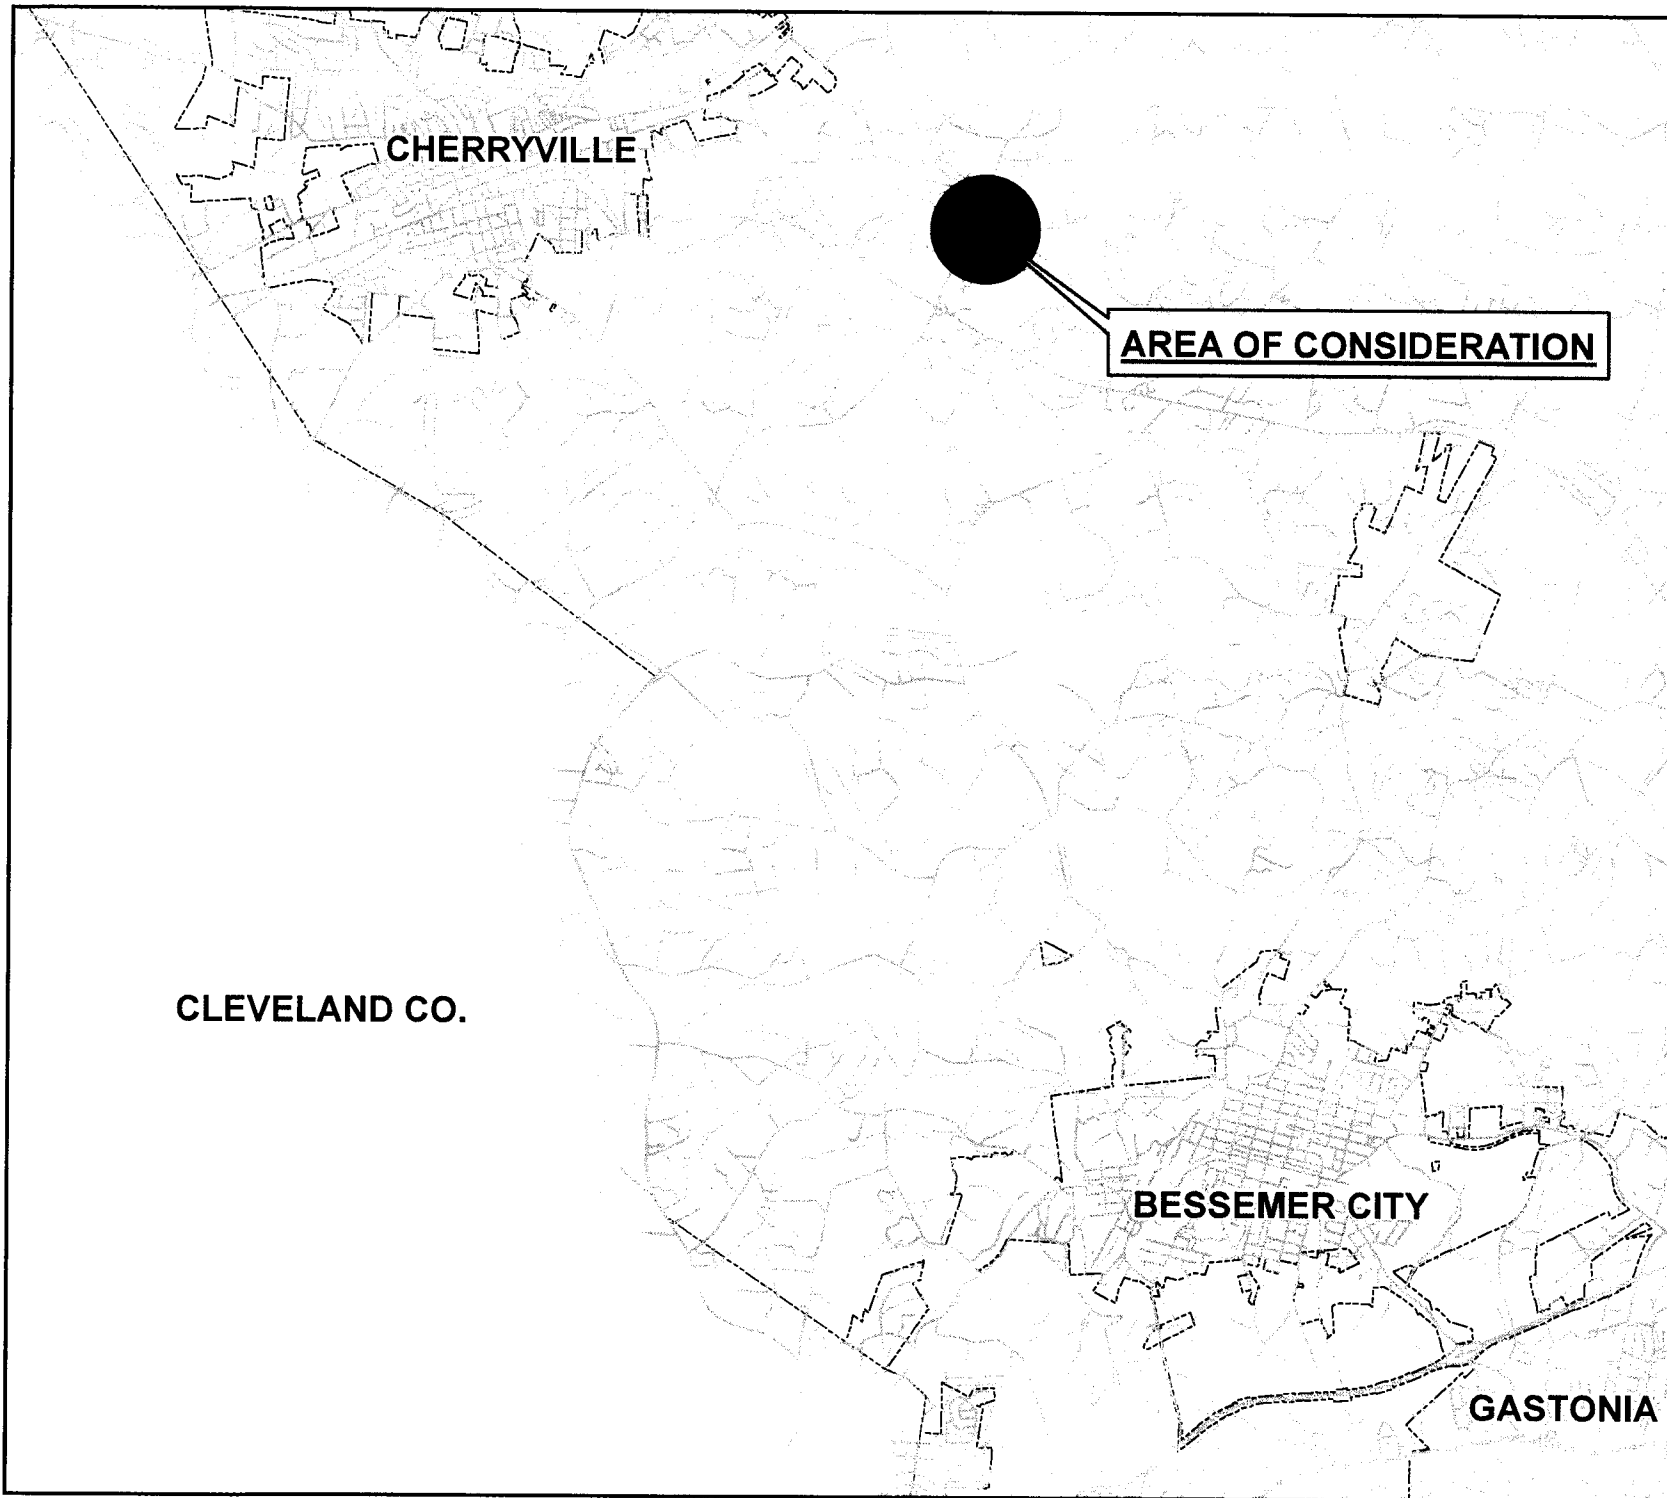 CHERRYVILLE
AREA OF CONSIDERATION
CLEVELAND CO.
BESSEMER CITY
GASTONIA